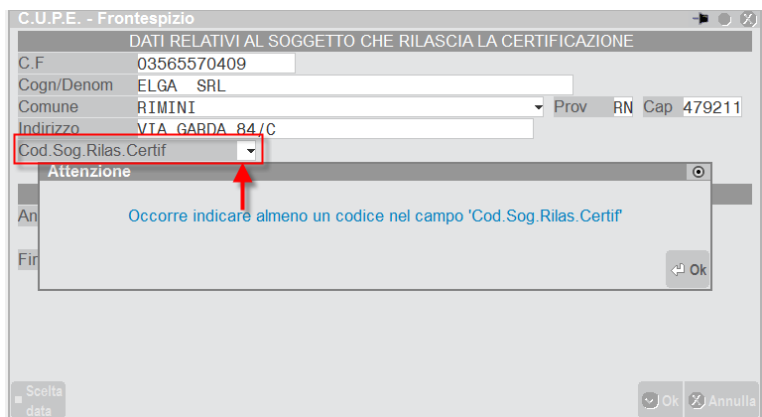 C.U.P.E. - Frontespizio
DATI RELATIVI AL SOGGETTO CHE RILASCIA LA CERTIFICAZIONE
C.F 03565570409
Cogn/Denom ELGA SRL
Comune RIMINI Prov RN Cap 479211
Indirizzo VIA GARDA 84/C
Cod.Sog.Rilas.Certif
Attenzione
An
Occorre indicare almeno un codice nel campo 'Cod.Sog.Rilas.Certif'
Fir
Ok
Scelta
data
Ok Annulla